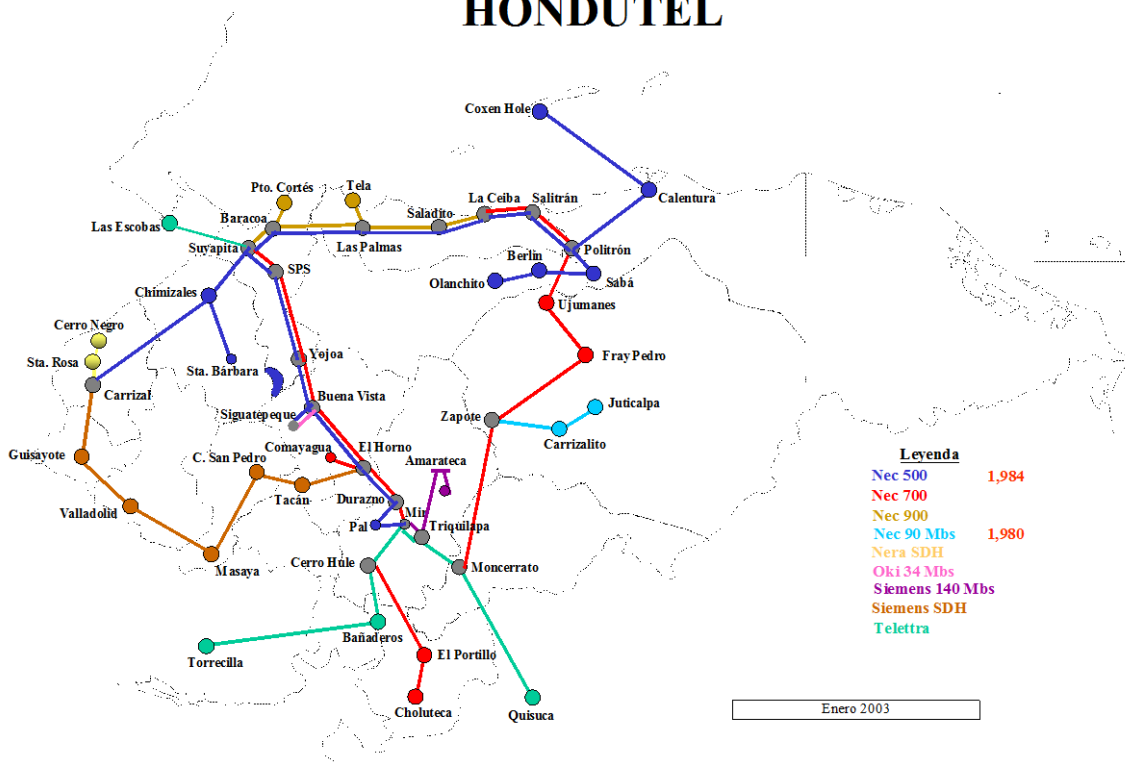 HONDUTEL
Coxen Hole
Calentura
Pto. Cortés
Tela
La Ceiba
Salitrán
Las Escobas
Baracoa
Saladito
Suyapita
Las Palmas
Politrón
SPS
Berlin
Olanchito
Sabá
Chimizales
Ujumanes
Cerro Negro
Sta. Rosa
Sta. Bárbara
Yojoa
Fray Pedro
Carrizal
Buena Vista
Siguatepeque
Zapote
Juticalpa
Carrizalito
Comayagua
El Horno
Guisayote
C. San Pedro
Amarateca
Tacán
Durazno
Valladolid
Pal
Mir
Triquilapa
Masaya
Cerro Hule
Moncerrato
Bañaderos
Torrecilla
El Portillo
Choluteca
Quisuca
Leyenda
Nec 500 1,984
Nec 700
Nec 900
Nec 90 Mbs 1,980
Nera SDH
Oki 34 Mbs
Siemens 140 Mbs
Siemens SDH
Telettra
Enero 2003